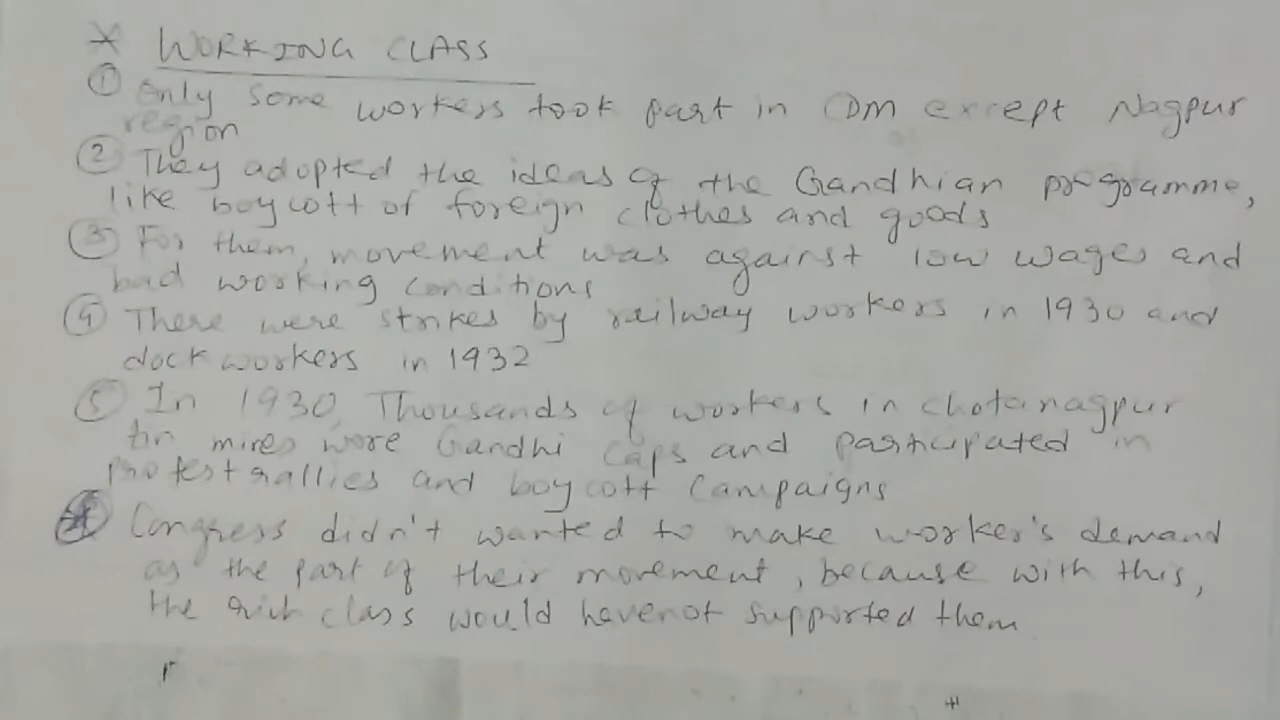 * WORKING CLASS
① Only some workers took part in CDM except Nagpur
region
② They adopted the ideas of the Gandhian programme,
like boycott of foreign clothes and goods
③ For them, movement was against low wages and
bad working conditions
④ There were strikes by railway workers in 1930 and
dock workers in 1932
⑤ In 1930, Thousands of workers in chotanagpur
tin mines wore Gandhi caps and participated in
protest rallies and boycott campaigns
Congress didn't wanted to make worker's demand
as the part of their movement, because with this,
the rich class would have not supported them